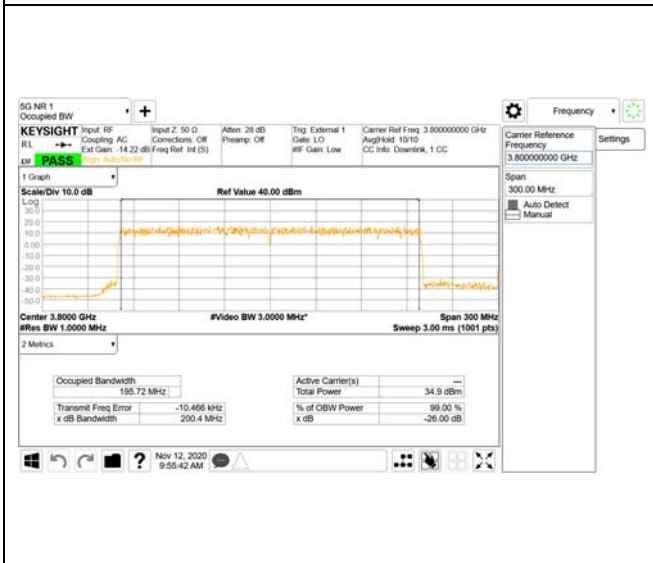 5G NR 1
Occupied BW
+
Frequency
KEYSIGHT Input: RF Input Z: 50 Ω Atten: 28 dB Trig: External 1 Carrier Ref Freq: 3.800000000 GHz
RL Coupling: AC Corrections: Off Preamp: Off Gate: LO Avg|Hold: 10/10
Ext Gain: -14.22 dB Freq Ref: Int (S) #IF Gain: Low CC Info: Downlink, 1 CC
PASS Align: Auto/No RF
Carrier Reference
Frequency
3.800000000 GHz
Settings
Span
300.00 MHz
Auto Detect
Manual
1 Graph
Scale/Div 10.0 dB Ref Value 40.00 dBm
Log
30.0
20.0
10.0
0.00
-10.0
-20.0
-30.0
-40.0
-50.0
Center 3.8000 GHz #Video BW 3.0000 MHz* Span 300 MHz
#Res BW 1.0000 MHz Sweep 3.00 ms (1001 pts)
2 Metrics
Occupied Bandwidth Active Carrier(s) ---
195.72 MHz Total Power 34.9 dBm
Transmit Freq Error -10.466 kHz % of OBW Power 99.00 %
x dB Bandwidth 200.4 MHz x dB -26.00 dB
? Nov 12, 2020
9:55:42 AM